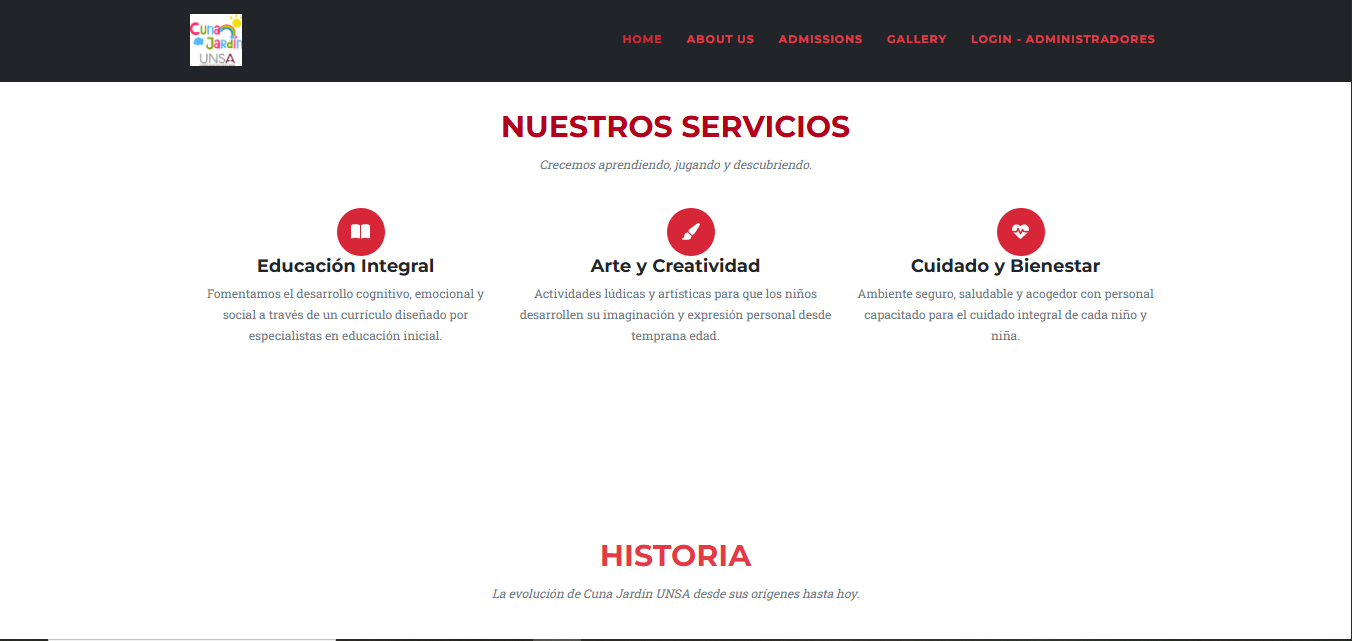 Cuna
Jardín
UNSA
HOME ABOUT US ADMISSIONS GALLERY LOGIN - ADMINISTRADORES
NUESTROS SERVICIOS
Crecemos aprendiendo, jugando y descubriendo.
Educación Integral
Fomentamos el desarrollo cognitivo, emocional y
social a través de un currículo diseñado por
especialistas en educación inicial.
Arte y Creatividad
Actividades lúdicas y artísticas para que los niños
desarrollen su imaginación y expresión personal desde
temprana edad.
Cuidado y Bienestar
Ambiente seguro, saludable y acogedor con personal
capacitado para el cuidado integral de cada niño y
niña.
HISTORIA
La evolución de Cuna Jardín UNSA desde sus orígenes hasta hoy.